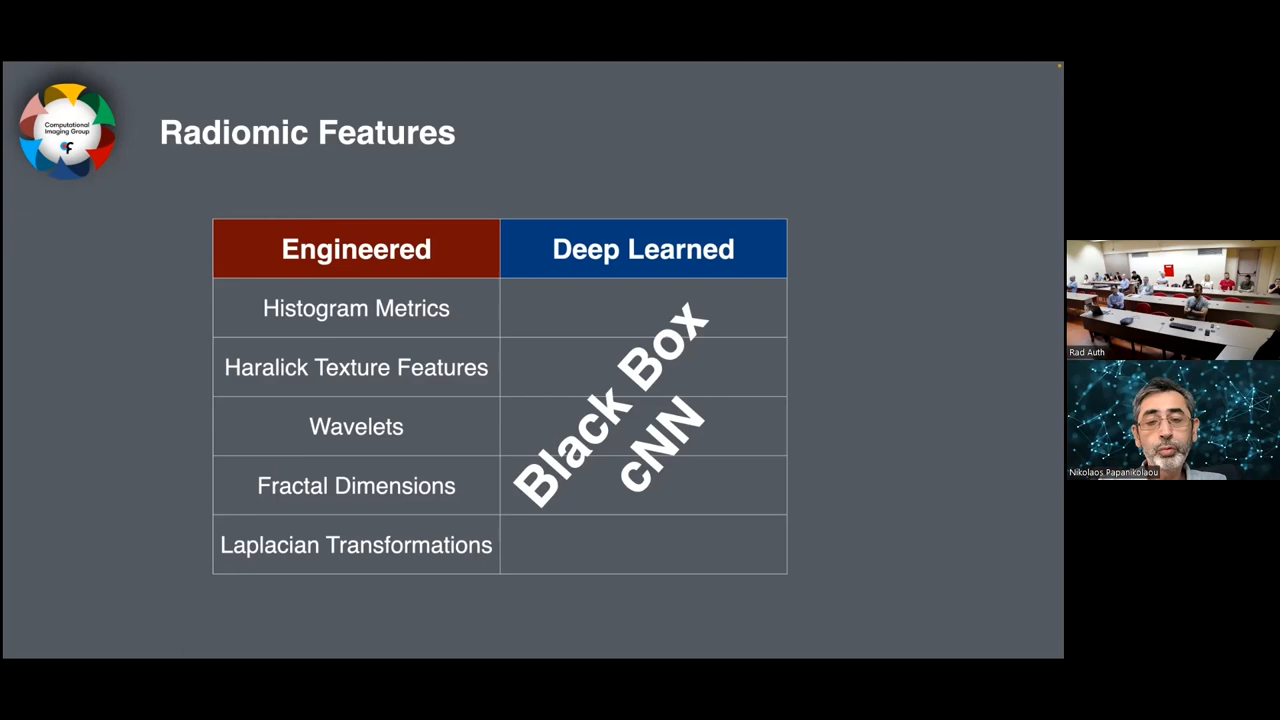 Computational
Imaging Group
cf
Radiomic Features
Engineered
Deep Learned
Histogram Metrics
Haralick Texture Features
Wavelets
Fractal Dimensions
Laplacian Transformations
Black Box
cNN
Rad Auth
Nikolaos Papanikolaou